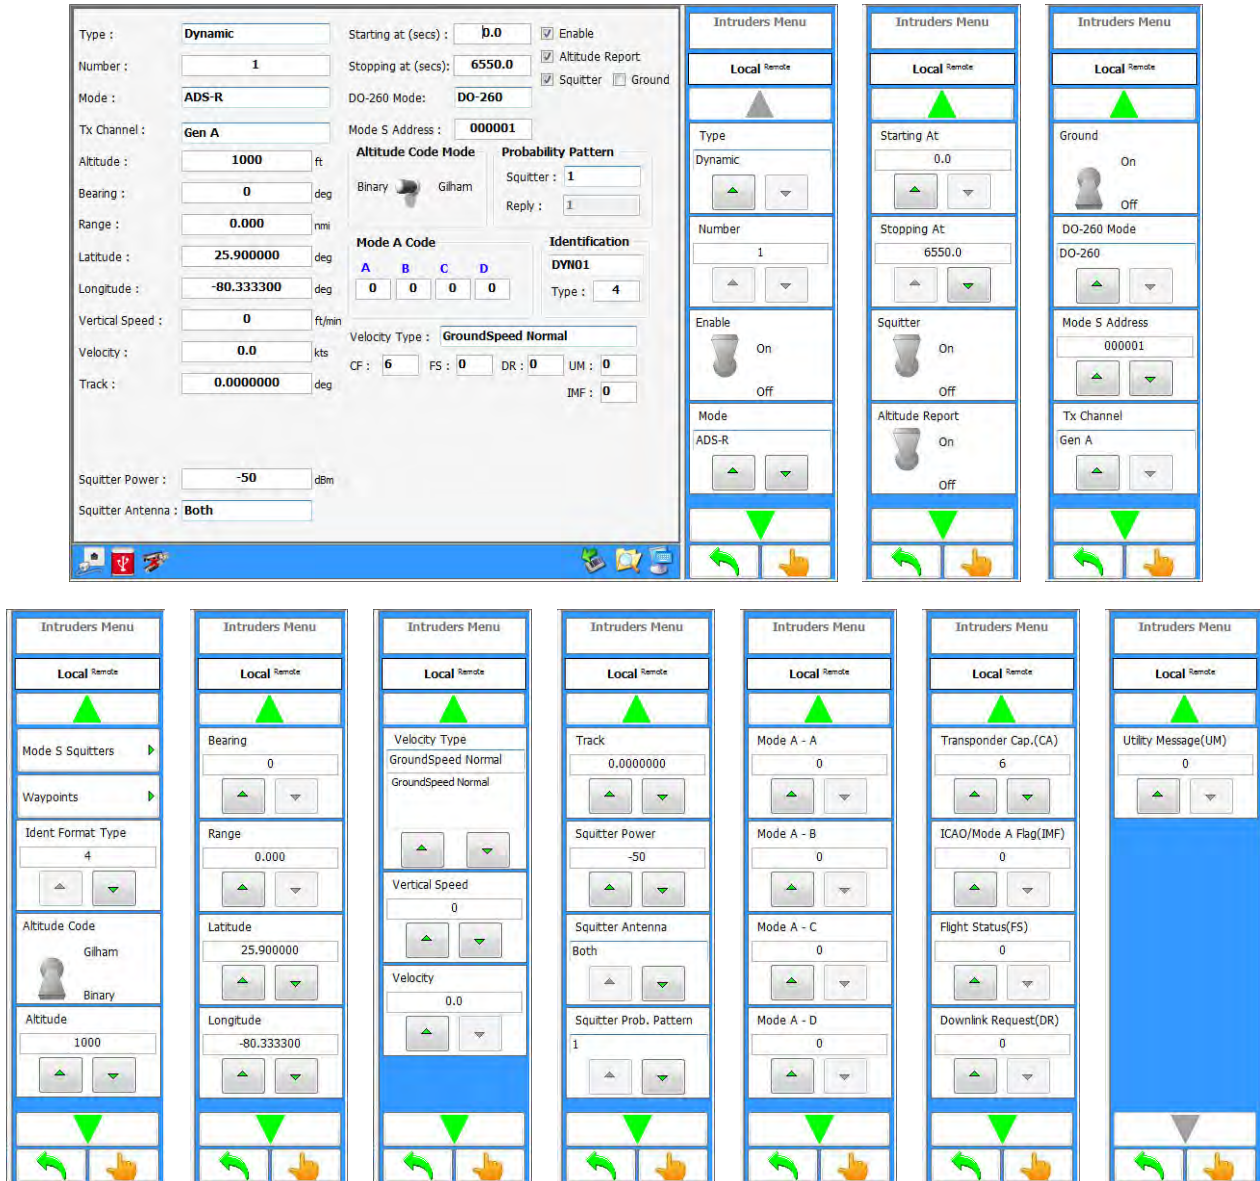 Type :
Dynamic
Starting at (secs) :
0.0
Enable
Number :
1
Stopping at (secs):
6550.0
Altitude Report
Squitter
Ground
Mode :
ADS-R
DO-260 Mode:
DO-260
Tx Channel :
Gen A
Mode S Address :
000001
Altitude :
1000
ft
Altitude Code Mode
Binary
Gilham
Probability Pattern
Squitter :
1
Reply :
1
Bearing :
0
deg
Range :
0.000
nmi
Latitude :
25.900000
deg
Mode A Code
A B C D
0 0 0 0
Identification
DYN01
Type :
4
Longitude :
-80.333300
deg
Vertical Speed :
0
ft/min
Velocity Type :
GroundSpeed Normal
Velocity :
0.0
kts
CF :
6
FS :
0
DR :
0
UM :
0
IMF :
0
Track :
0.0000000
deg
Squitter Power :
-50
dBm
Squitter Antenna :
Both
Intruders Menu
Local Remote
Type
Dynamic
Number
1
Enable
On
Off
Mode
ADS-R
Intruders Menu
Local Remote
Starting At
0.0
Stopping At
6550.0
Squitter
On
Off
Altitude Report
On
Off
Intruders Menu
Local Remote
Ground
On
Off
DO-260 Mode
DO-260
Mode S Address
000001
Tx Channel
Gen A
Intruders Menu
Local Remote
Mode S Squitters
Waypoints
Ident Format Type
4
Altitude Code
Gilham
Binary
Altitude
1000
Intruders Menu
Local Remote
Bearing
0
Range
0.000
Latitude
25.900000
Longitude
-80.333300
Intruders Menu
Local Remote
Velocity Type
GroundSpeed Normal
GroundSpeed Normal
Vertical Speed
0
Velocity
0.0
Intruders Menu
Local Remote
Track
0.0000000
Squitter Power
-50
Squitter Antenna
Both
Squitter Prob. Pattern
1
Intruders Menu
Local Remote
Mode A - A
0
Mode A - B
0
Mode A - C
0
Mode A - D
0
Intruders Menu
Local Remote
Transponder Cap.(CA)
6
ICAO/Mode A Flag(IMF)
0
Flight Status(FS)
0
Downlink Request(DR)
0
Intruders Menu
Local Remote
Utility Message(UM)
0